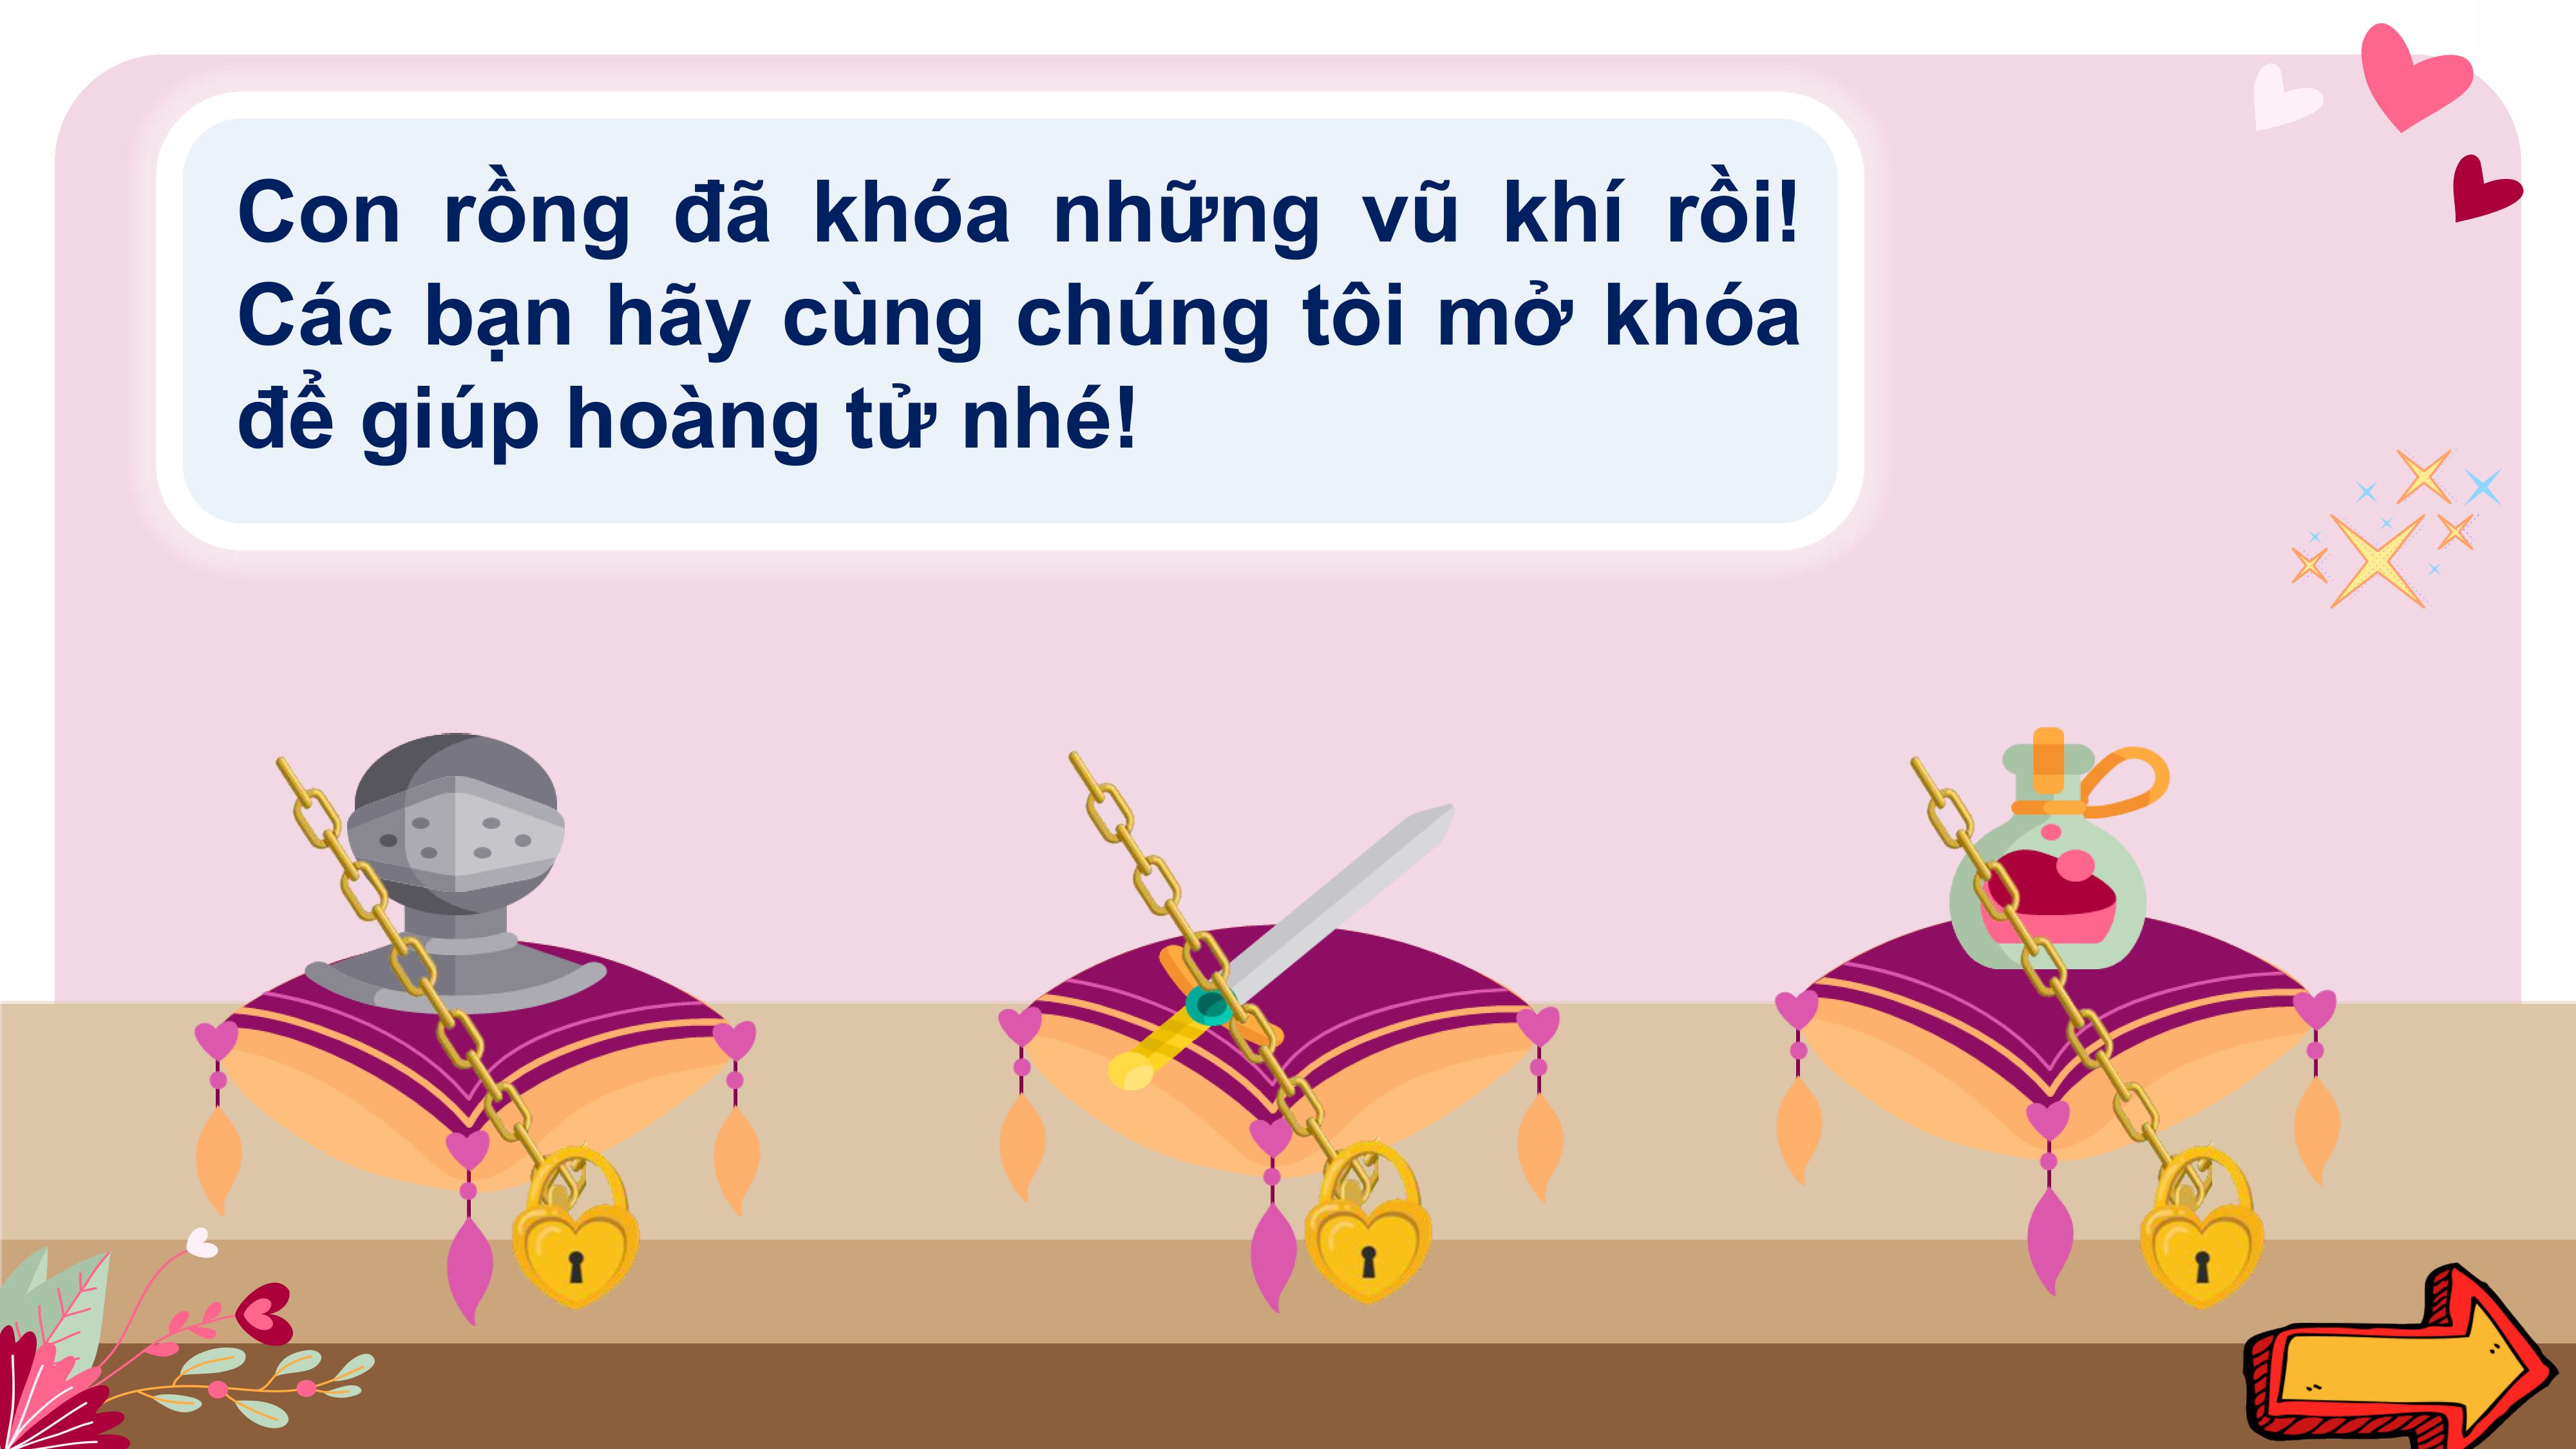 Con rồng đã khóa những vũ khí rồi!
Các bạn hãy cùng chúng tôi mở khóa
để giúp hoàng tử nhé!